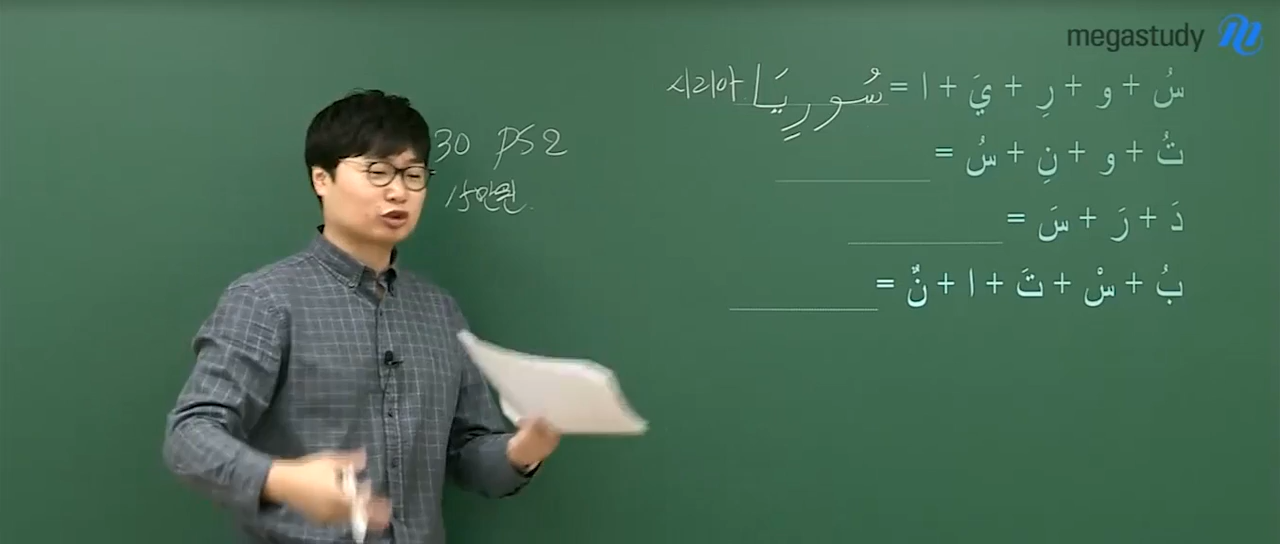 megastudy
سُ + و + رِ + يَ + ا = سُورِيَا 시리아
تُ + و + نِ + سُ =
دَ + رَ + سَ =
بُ + سْ + تَ + ا + نٌ =
30 PS2
15만원